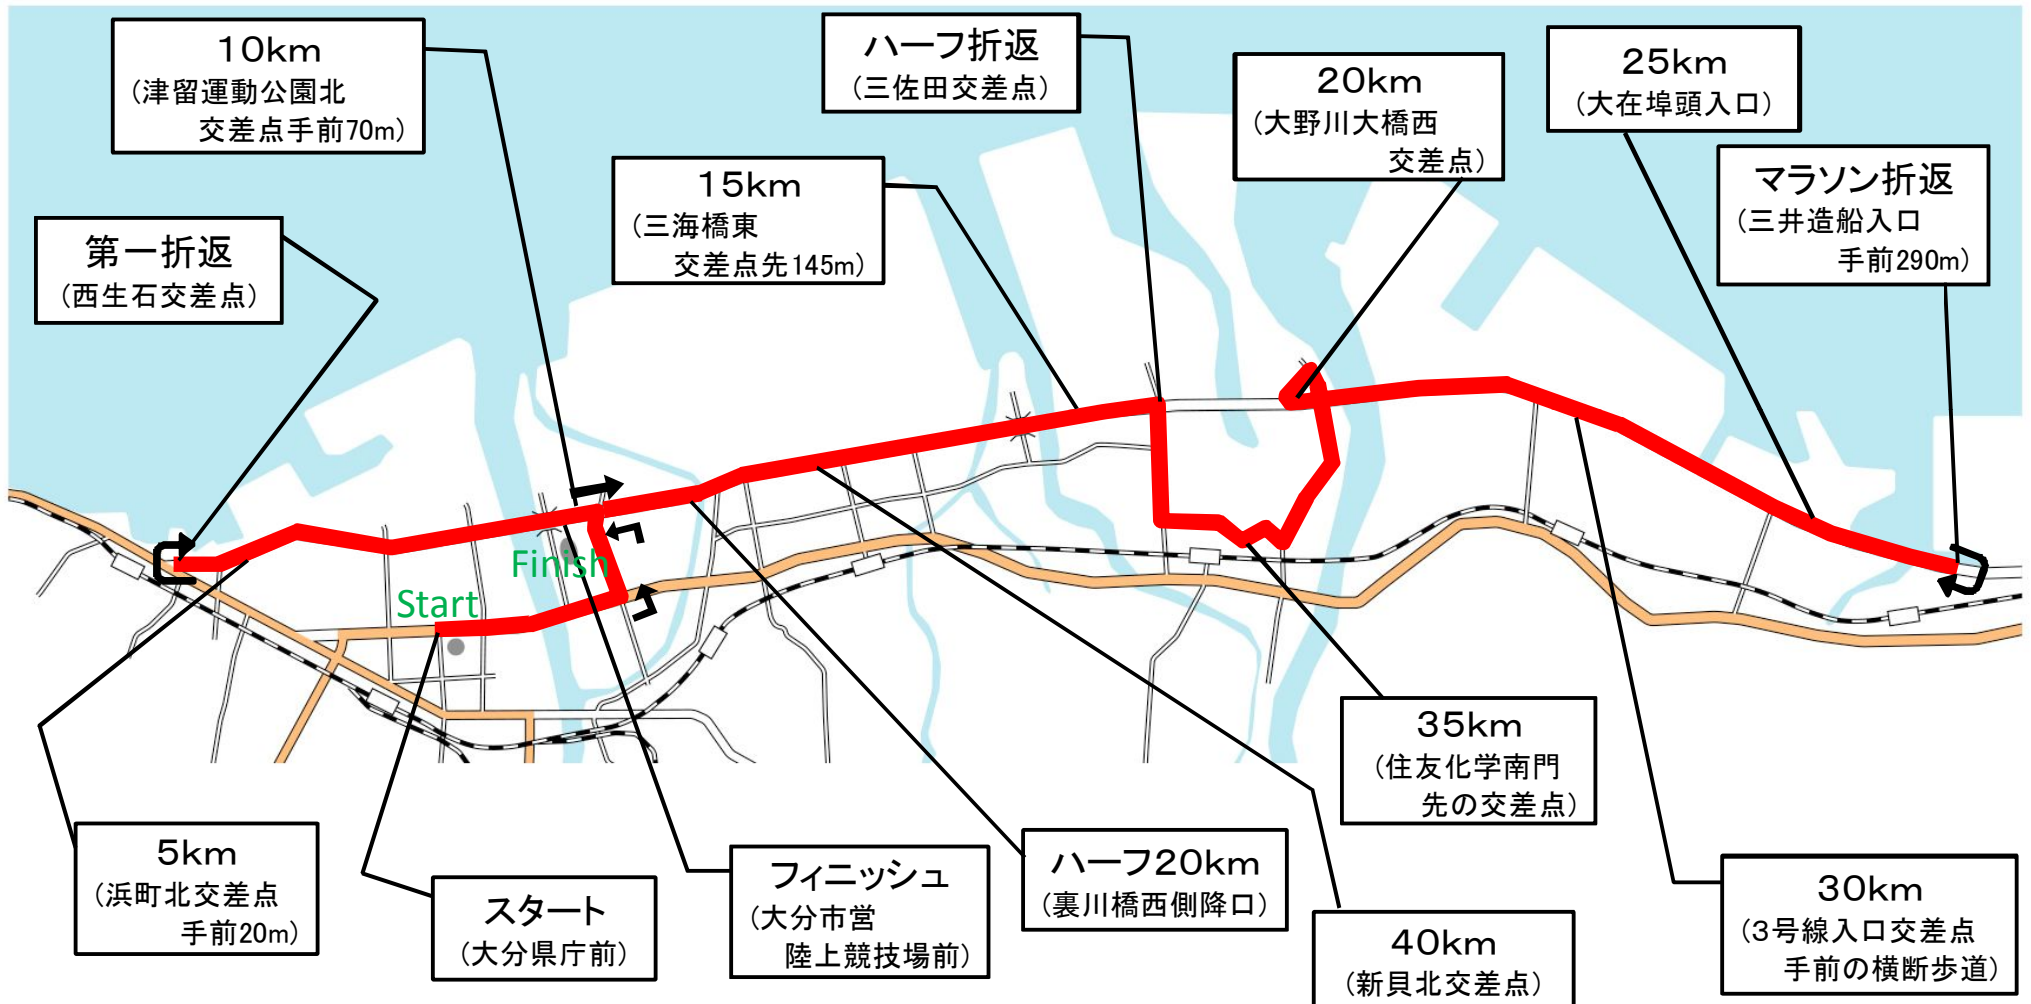 10km
(津留運動公園北
交差点手前70m)
ハーフ折返
(三佐田交差点)
20km
(大野川大橋西
交差点)
25km
(大在埠頭入口)
マラソン折返
(三井造船入口
手前290m)
15km
(三海橋東
交差点先145m)
第一折返
(西生石交差点)
Finish
Start
35km
(住友化学南門
先の交差点)
5km
(浜町北交差点
手前20m)
スタート
(大分県庁前)
フィニッシュ
(大分市営
陸上競技場前)
ハーフ20km
(裏川橋西側降口)
40km
(新貝北交差点)
30km
(3号線入口交差点
手前の横断歩道)